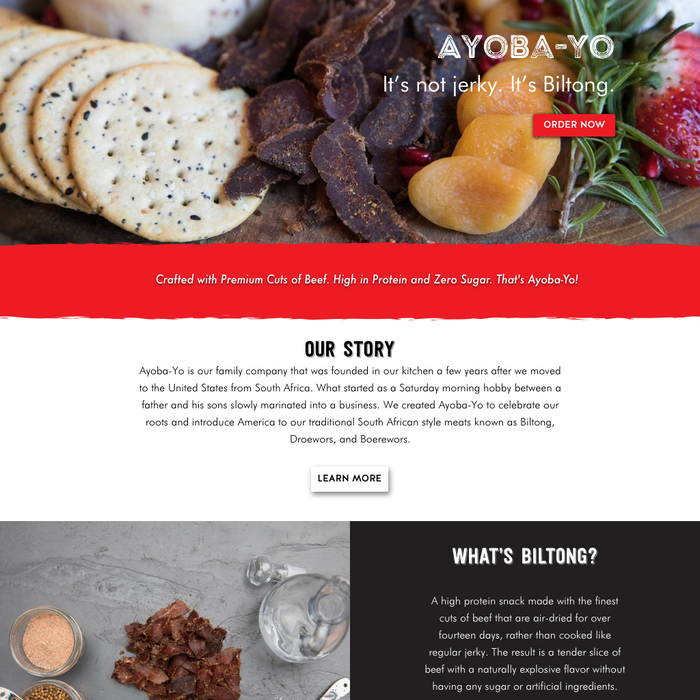 AYOBA-YO
It's not jerky. It's Biltong.
ORDER NOW
Crafted with Premium Cuts of Beef. High in Protein and Zero Sugar. That's Ayoba-Yo!
OUR STORY
Ayoba-Yo is our family company that was founded in our kitchen a few years after we moved
to the United States from South Africa. What started as a Saturday morning hobby between a
father and his sons slowly marinated into a business. We created Ayoba-Yo to celebrate our
roots and introduce America to our traditional South African style meats known as Biltong,
Droewors, and Boerewors.
LEARN MORE
WHAT'S BILTONG?
A high protein snack made with the finest
cuts of beef that are air-dried for over
fourteen days, rather than cooked like
regular jerky. The result is a tender slice of
beef with a naturally explosive flavor without
having any sugar or artificial ingredients.